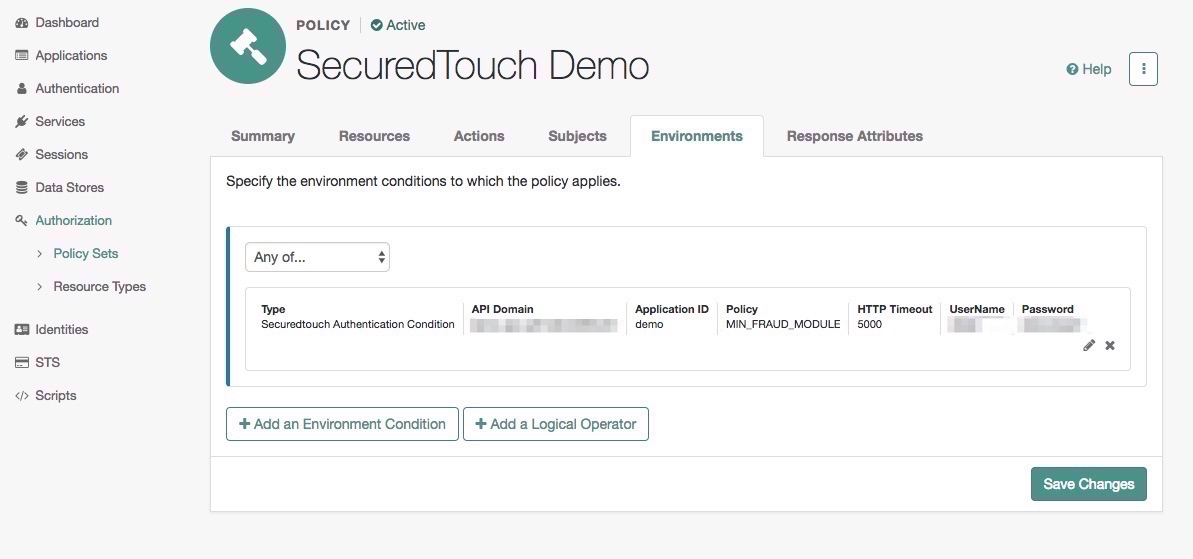 Dashboard
Applications
Authentication
Services
Sessions
Data Stores
Authorization
Policy Sets
Resource Types
Identities
STS
Scripts
POLICY Active
SecuredTouch Demo
Help
Summary Resources Actions Subjects Environments Response Attributes
Specify the environment conditions to which the policy applies.
Any of...
Type API Domain Application ID Policy HTTP Timeout UserName Password
Securedtouch Authentication Condition demo MIN_FRAUD_MODULE 5000
Add an Environment Condition Add a Logical Operator
Save Changes